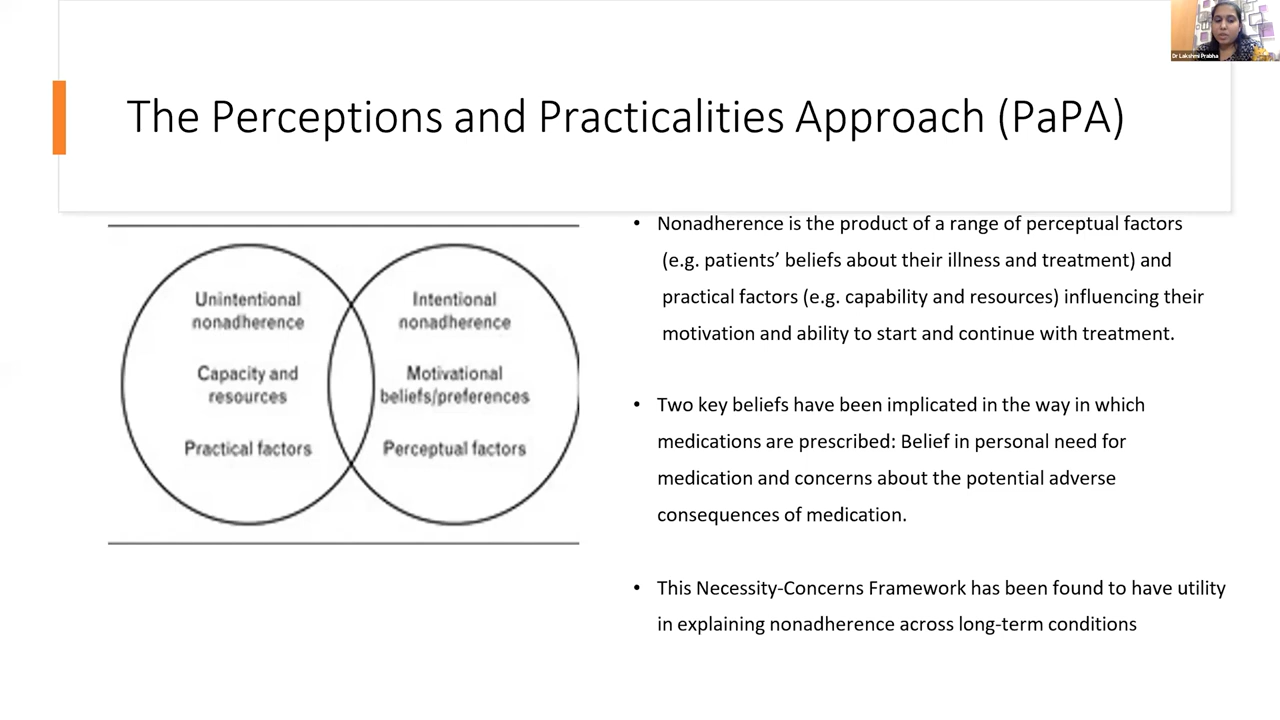 Dr Lakshmi Prabha
The Perceptions and Practicalities Approach (PaPA)
Unintentional
nonadherence
Capacity and
resources
Practical factors
Intentional
nonadherence
Motivational
beliefs/preferences
Perceptual factors
• Nonadherence is the product of a range of perceptual factors
(e.g. patients’ beliefs about their illness and treatment) and
practical factors (e.g. capability and resources) influencing their
motivation and ability to start and continue with treatment.
• Two key beliefs have been implicated in the way in which
medications are prescribed: Belief in personal need for
medication and concerns about the potential adverse
consequences of medication.
• This Necessity-Concerns Framework has been found to have utility
in explaining nonadherence across long-term conditions